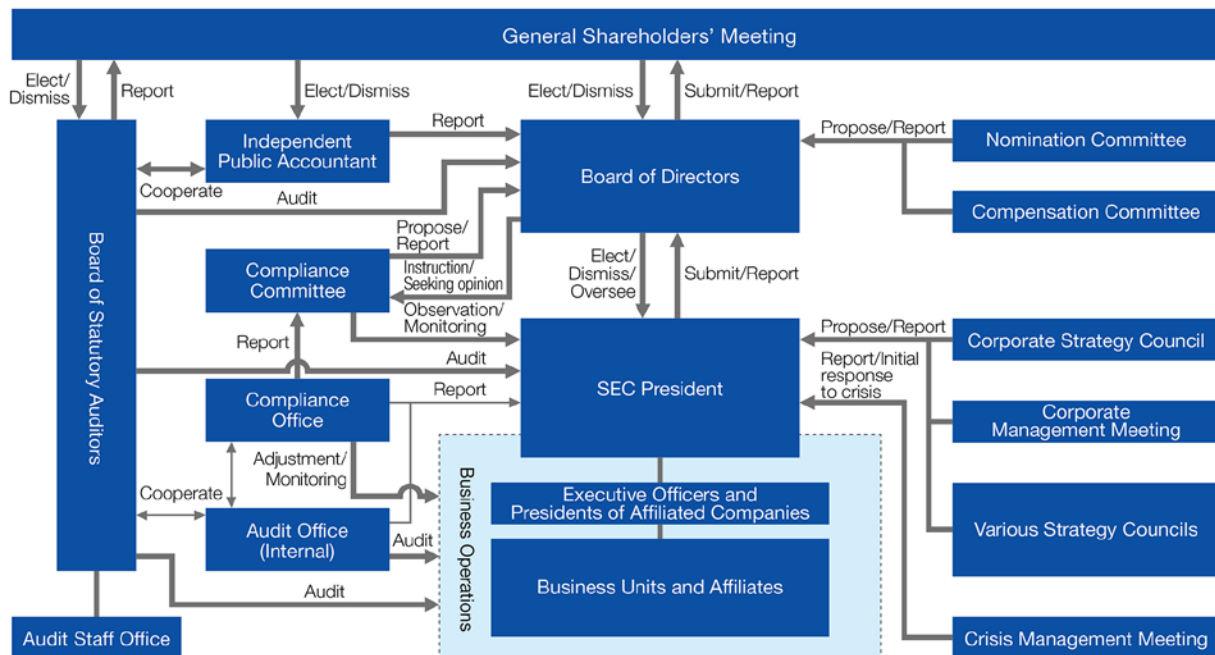 General Shareholders' Meeting
Elect/
Dismiss
Report
Elect/Dismiss
Elect/Dismiss
Submit/Report
Independent
Public Accountant
Report
Board of Directors
Propose/Report
Nomination Committee
Cooperate
Audit
Compensation Committee
Board of Statutory Auditors
Propose/
Report
Compliance
Committee
Instruction/
Seeking opinion
Elect/
Dismiss/
Oversee
Submit/Report
Observation/
Monitoring
Report
Audit
SEC President
Propose/Report
Corporate Strategy Council
Report/Initial
response
to crisis
Compliance
Office
Report
Corporate
Management Meeting
Adjustment/
Monitoring
Business Operations
Executive Officers and
Presidents of Affiliated Companies
Cooperate
Audit Office
(Internal)
Audit
Various Strategy Councils
Business Units and Affiliates
Audit
Audit Staff Office
Crisis Management Meeting